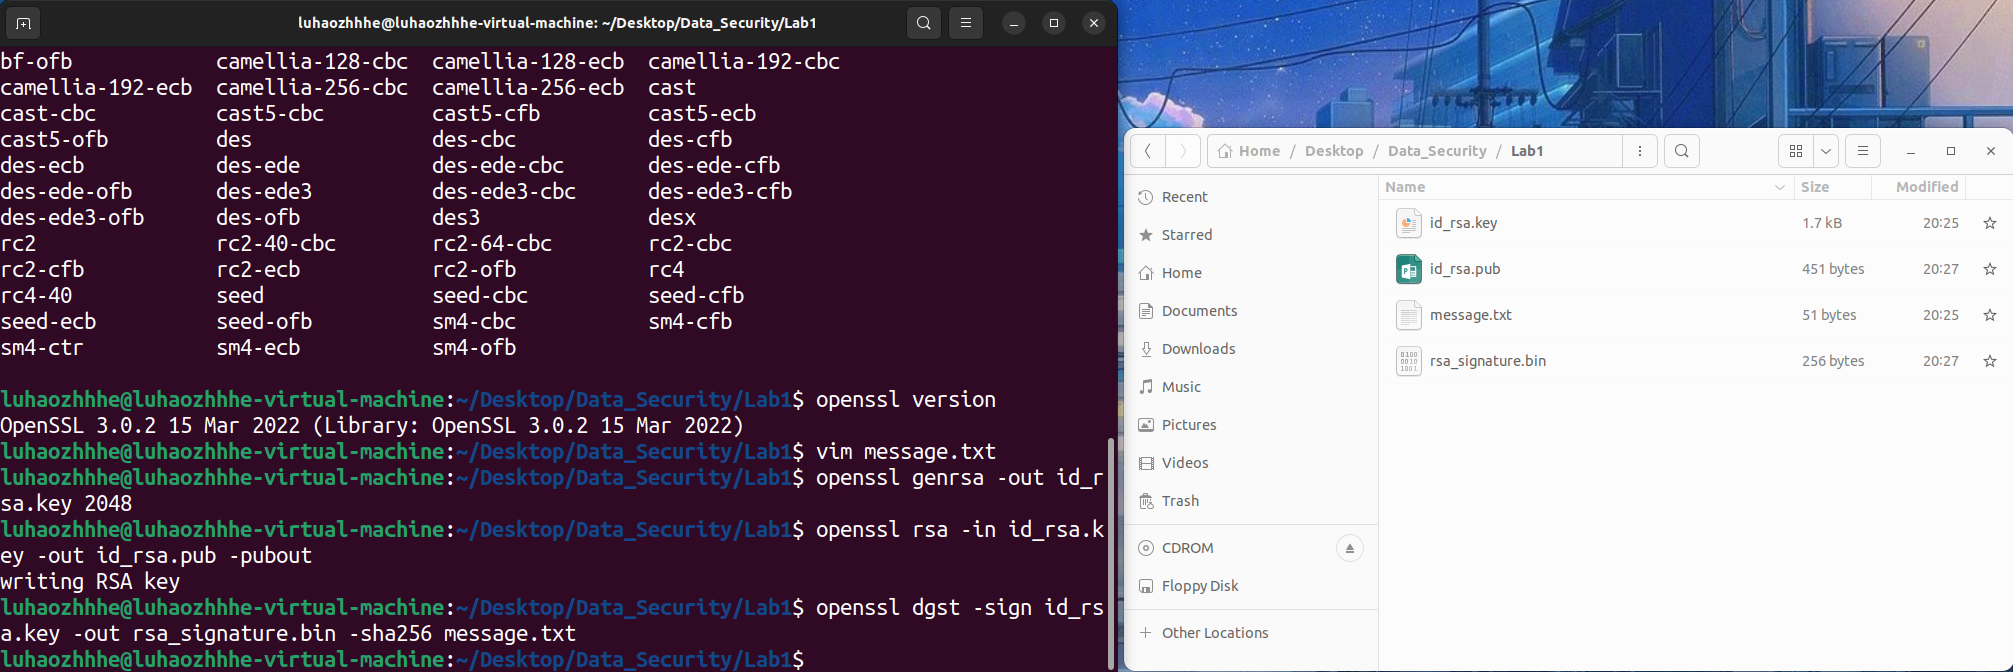 luhaozhhhe@luhaozhhhe-virtual-machine: ~/Desktop/Data_Security/Lab1
bf-ofb camellia-128-cbc camellia-128-ecb camellia-192-cbc
camellia-192-ecb camellia-256-cbc camellia-256-ecb cast
cast-cbc cast5-cbc cast5-cfb cast5-ecb
cast5-ofb des des-cbc des-cfb
des-ecb des-ede des-ede-cbc des-ede-cfb
des-ede-ofb des-ede3 des-ede3-cbc des-ede3-cfb
des-ede3-ofb des-ofb des3 desx
rc2 rc2-40-cbc rc2-64-cbc rc2-cbc
rc2-cfb rc2-ecb rc2-ofb rc4
rc4-40 seed seed-cbc seed-cfb
seed-ecb seed-ofb sm4-cbc sm4-cfb
sm4-ctr sm4-ecb sm4-ofb
luhaozhhhe@luhaozhhhe-virtual-machine:~/Desktop/Data_Security/Lab1$ openssl version
OpenSSL 3.0.2 15 Mar 2022 (Library: OpenSSL 3.0.2 15 Mar 2022)
luhaozhhhe@luhaozhhhe-virtual-machine:~/Desktop/Data_Security/Lab1$ vim message.txt
luhaozhhhe@luhaozhhhe-virtual-machine:~/Desktop/Data_Security/Lab1$ openssl genrsa -out id_r
sa.key 2048
luhaozhhhe@luhaozhhhe-virtual-machine:~/Desktop/Data_Security/Lab1$ openssl rsa -in id_rsa.k
ey -out id_rsa.pub -pubout
writing RSA key
luhaozhhhe@luhaozhhhe-virtual-machine:~/Desktop/Data_Security/Lab1$ openssl dgst -sign id_rs
a.key -out rsa_signature.bin -sha256 message.txt
luhaozhhhe@luhaozhhhe-virtual-machine:~/Desktop/Data_Security/Lab1$
Home / Desktop / Data_Security / Lab1
Recent
Starred
Home
Documents
Downloads
Music
Pictures
Videos
Trash
CDROM
Floppy Disk
+ Other Locations
Name Size Modified
id_rsa.key 1.7 kB 20:25
id_rsa.pub 451 bytes 20:27
message.txt 51 bytes 20:25
rsa_signature.bin 256 bytes 20:27